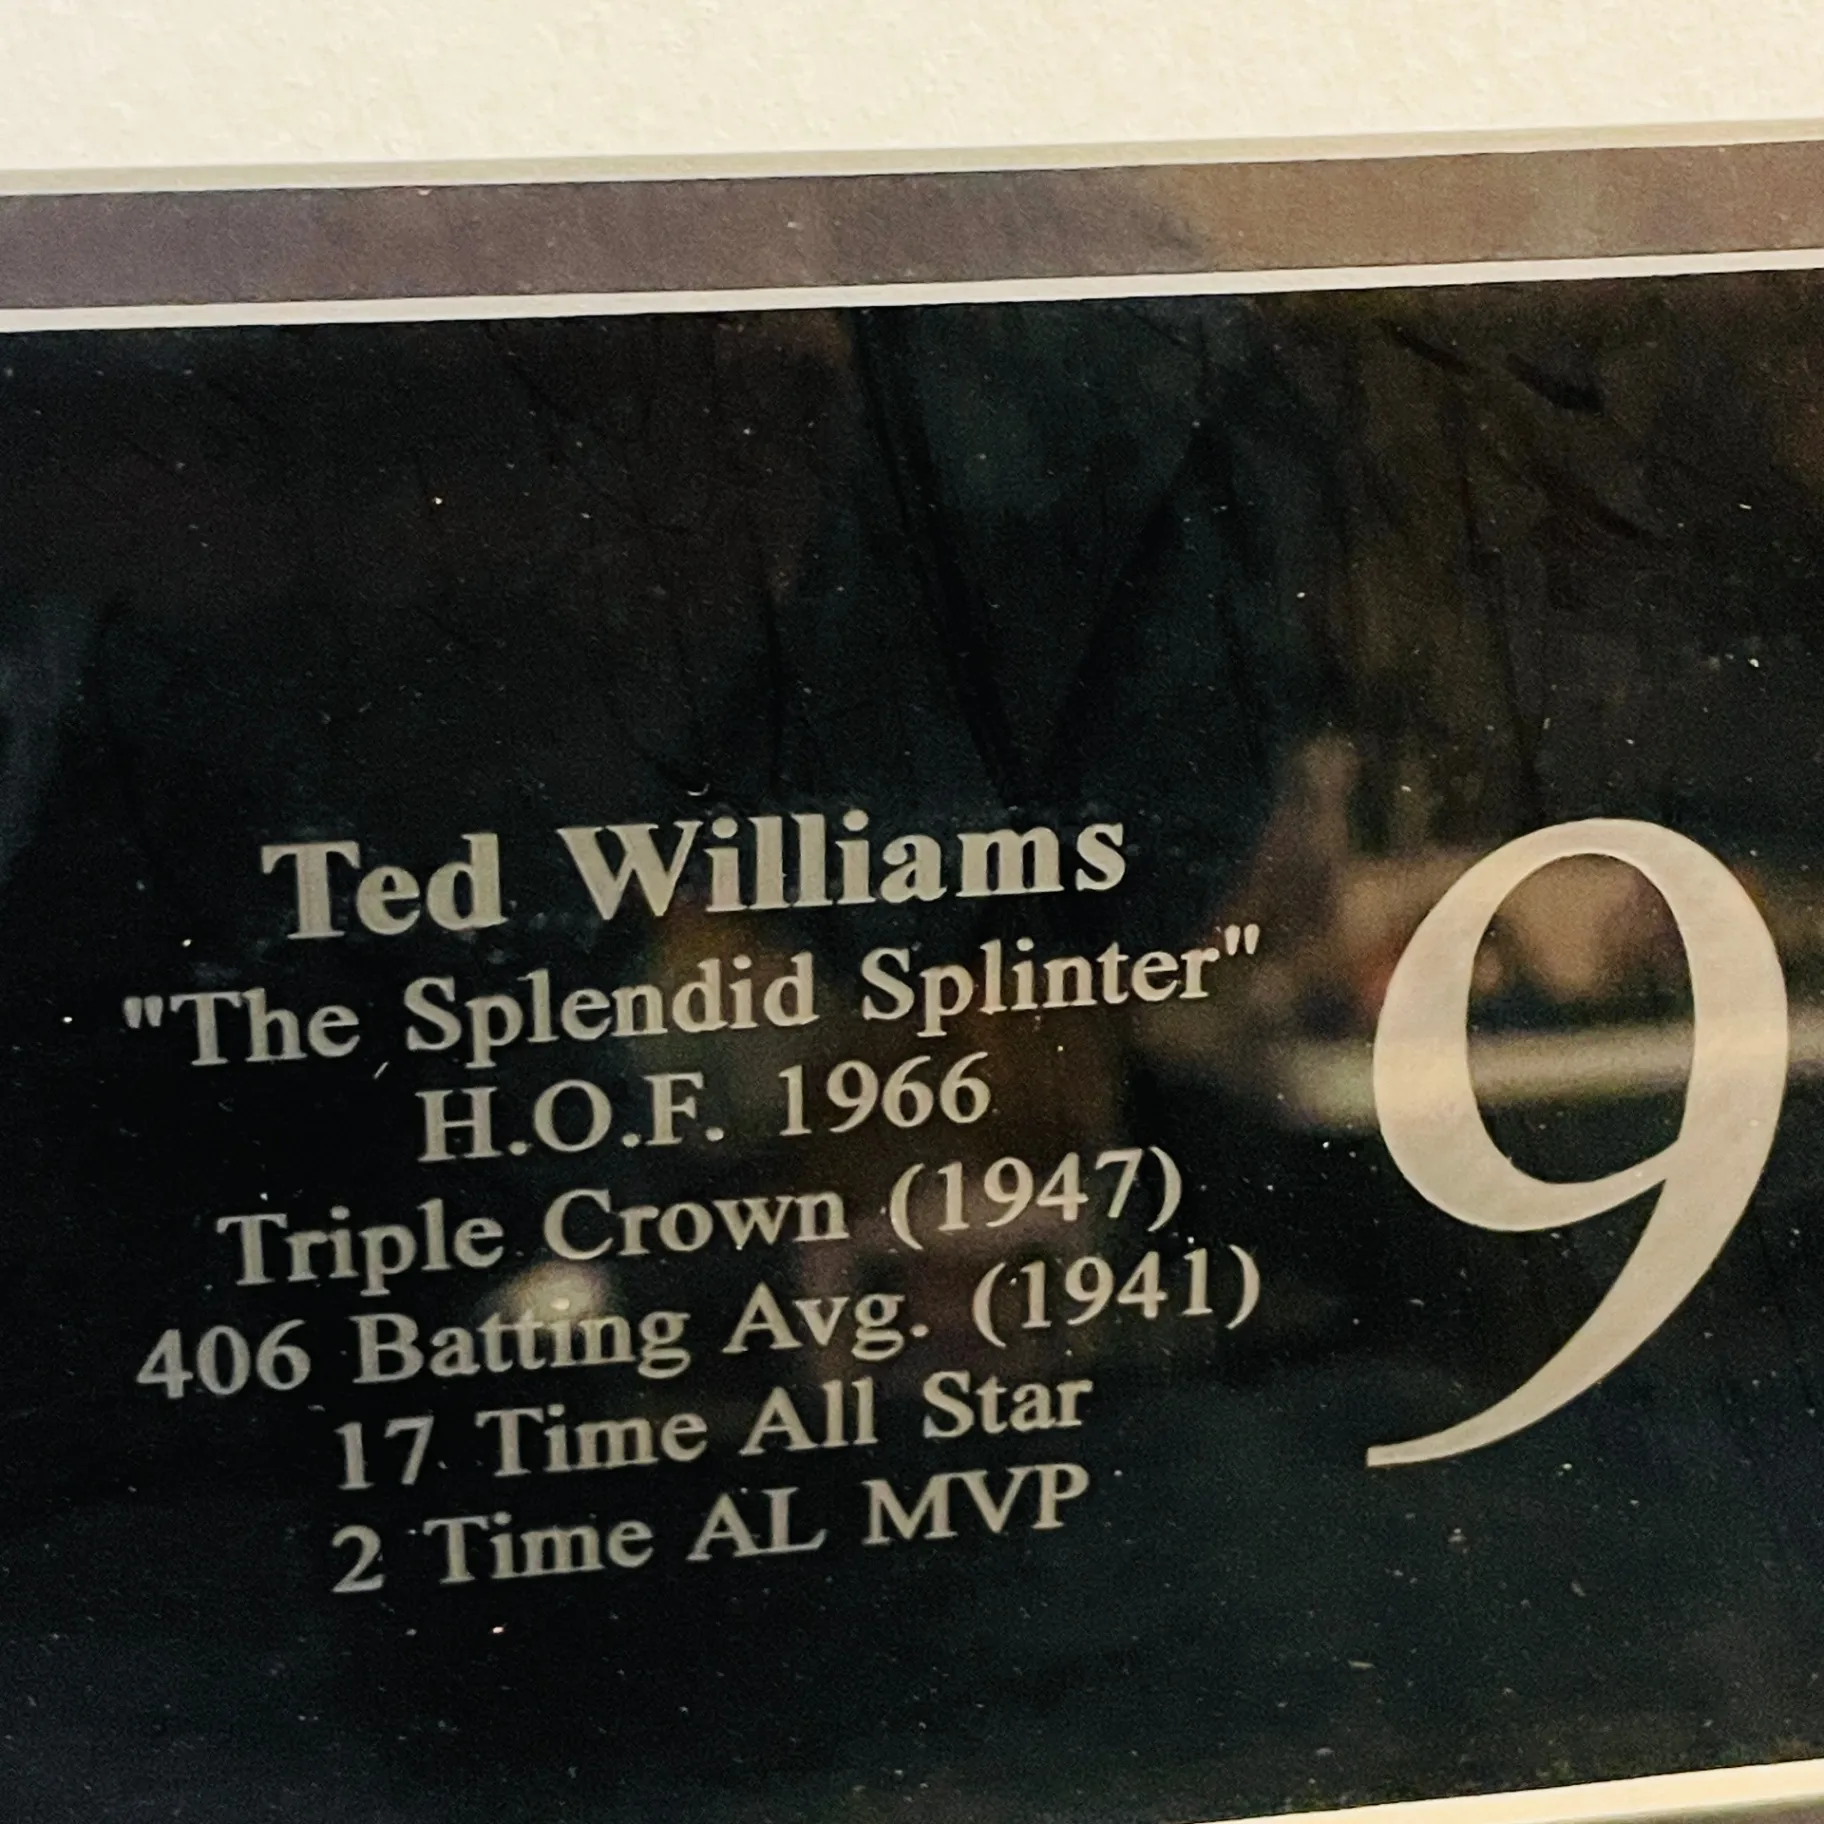 Ted Williams
"The Splendid Splinter"
H.O.F. 1966
Triple Crown (1947)
406 Batting Avg. (1941)
17 Time All Star
2 Time AL MVP
9